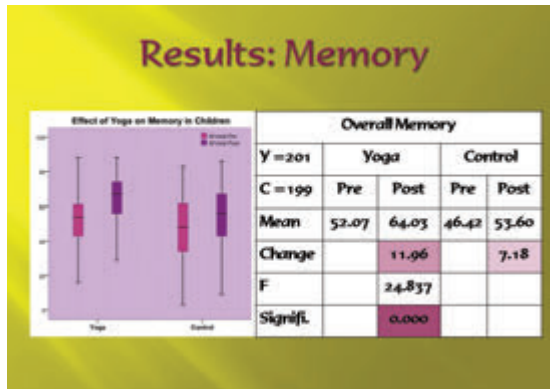 Results: Memory
Effect of Yoga on Memory in Children
Yoga
Control
Overall Memory
Y =201 Yoga Control
C =199 Pre Post Pre Post
Mean 52.07 64.03 46.42 53.60
Change 11.96 7.18
F 24.837
Signifi. 0.000